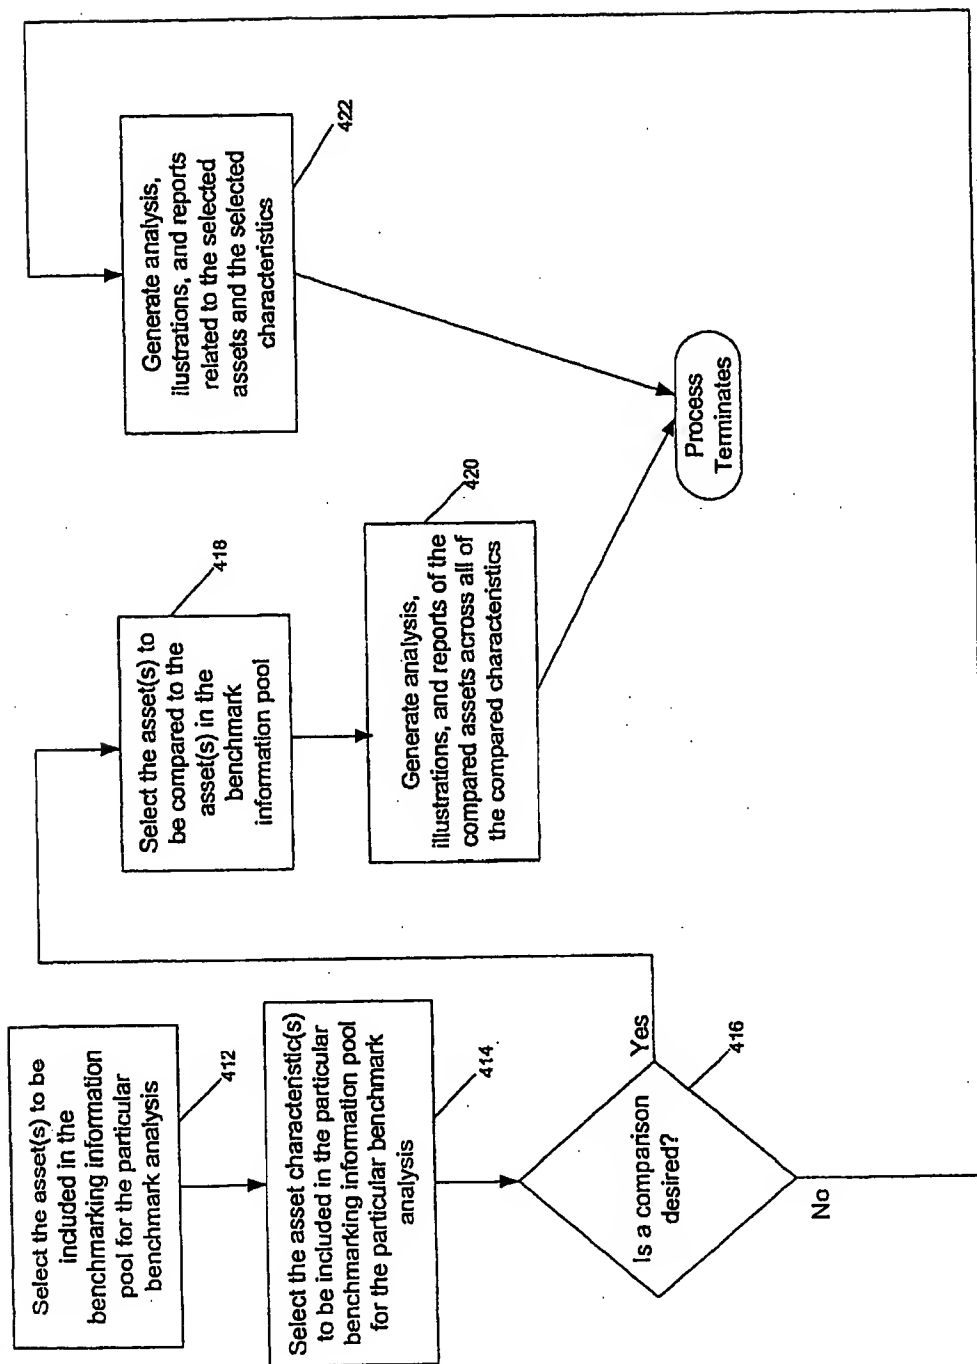 Select the asset(s) to be
included in the
benchmarking information
pool for the particular
benchmark analysis
412
Select the asset characteristic(s)
to be included in the particular
benchmarking information pool
for the particular benchmark
analysis
414
Is a comparison
desired?
416
Yes
No
Select the asset(s) to
be compared to the
asset(s) in the
benchmark
information pool
418
Generate analysis,
illustrations, and reports of the
compared assets across all of
the compared characteristics
420
Generate analysis,
ilustrations, and reports
related to the selected
assets and the selected
characteristics
422
Process
Terminates